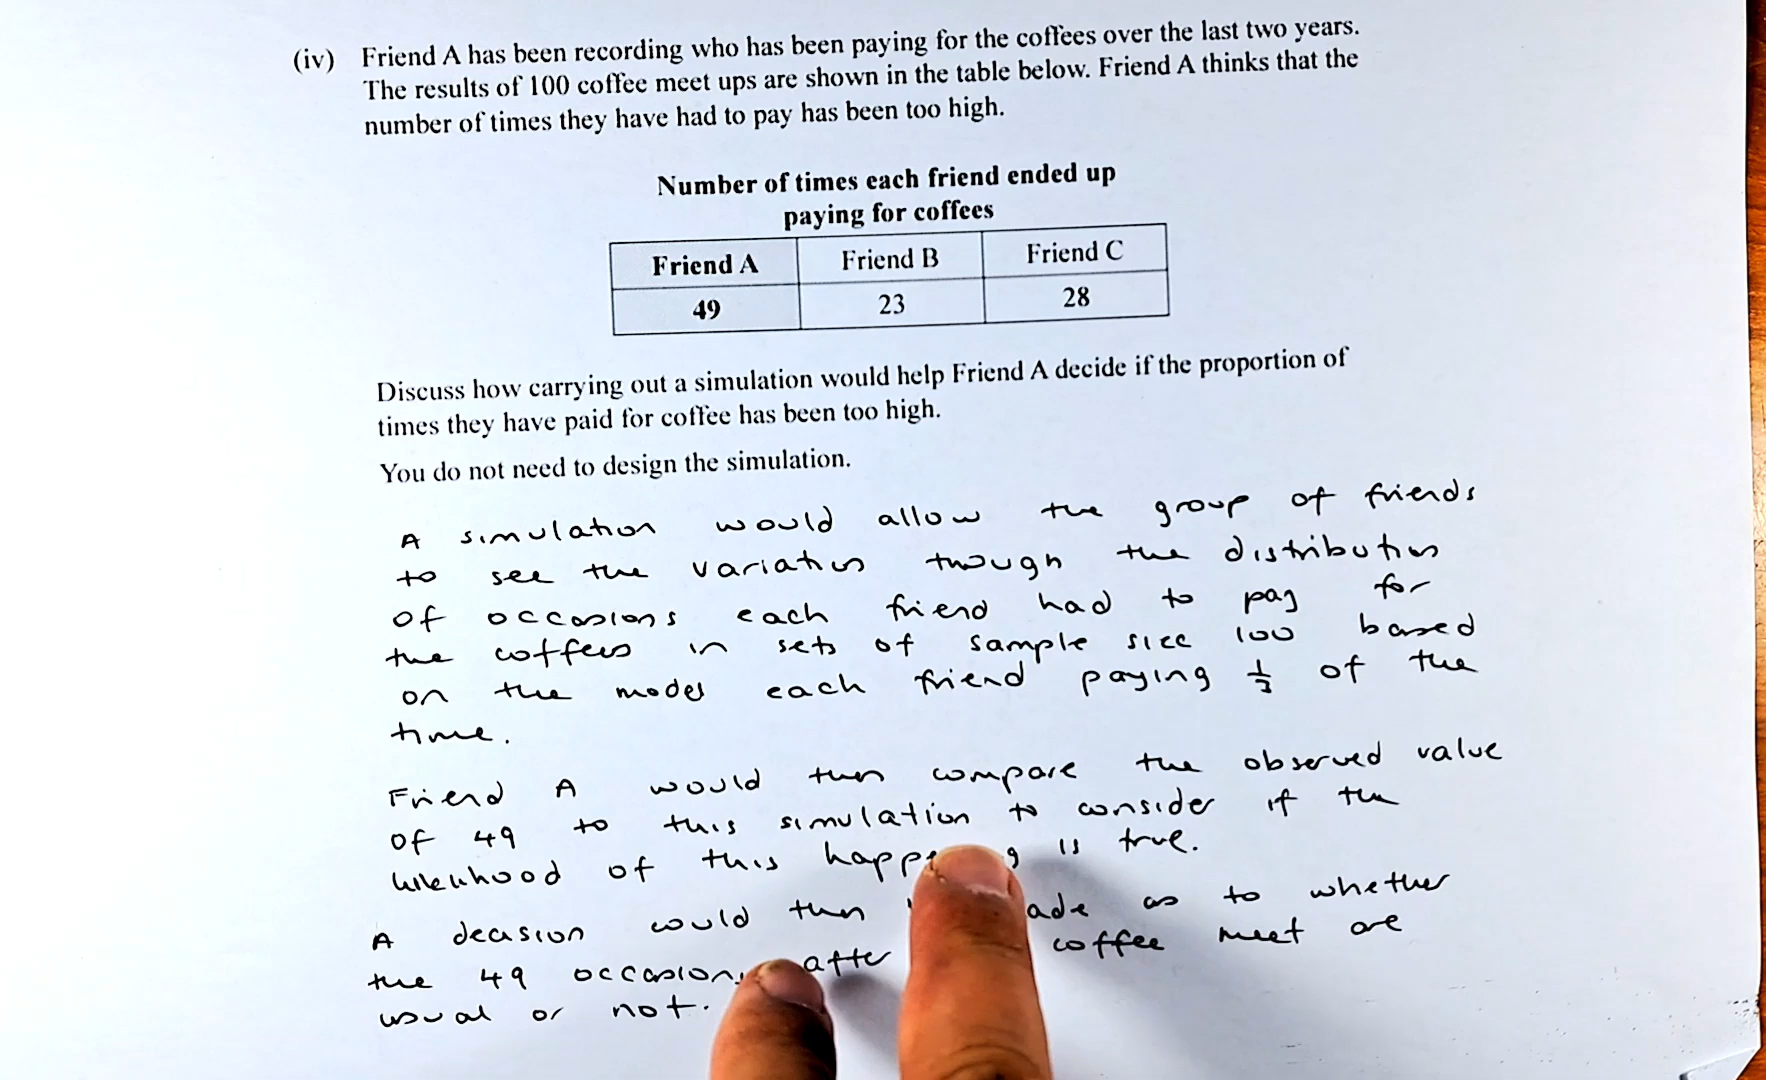 (iv) Friend A has been recording who has been paying for the coffees over the last two years.
The results of 100 coffee meet ups are shown in the table below. Friend A thinks that the
number of times they have had to pay has been too high.
Number of times each friend ended up
paying for coffees
Friend A Friend B Friend C
49 23 28
Discuss how carrying out a simulation would help Friend A decide if the proportion of
times they have paid for coffee has been too high.
You do not need to design the simulation.
A simulation would allow the group of friends
to see the variation though the distribution
of occasions each friend had to pay for
the coffees in sets of sample size 100 based
on the model each friend paying 1/3 of the
time.
Friend A would then compare the observed value
of 49 to this simulation to consider if the
likelihood of this is true.
A decision could then as to whether
the 49 after coffee meet are
usual or not.